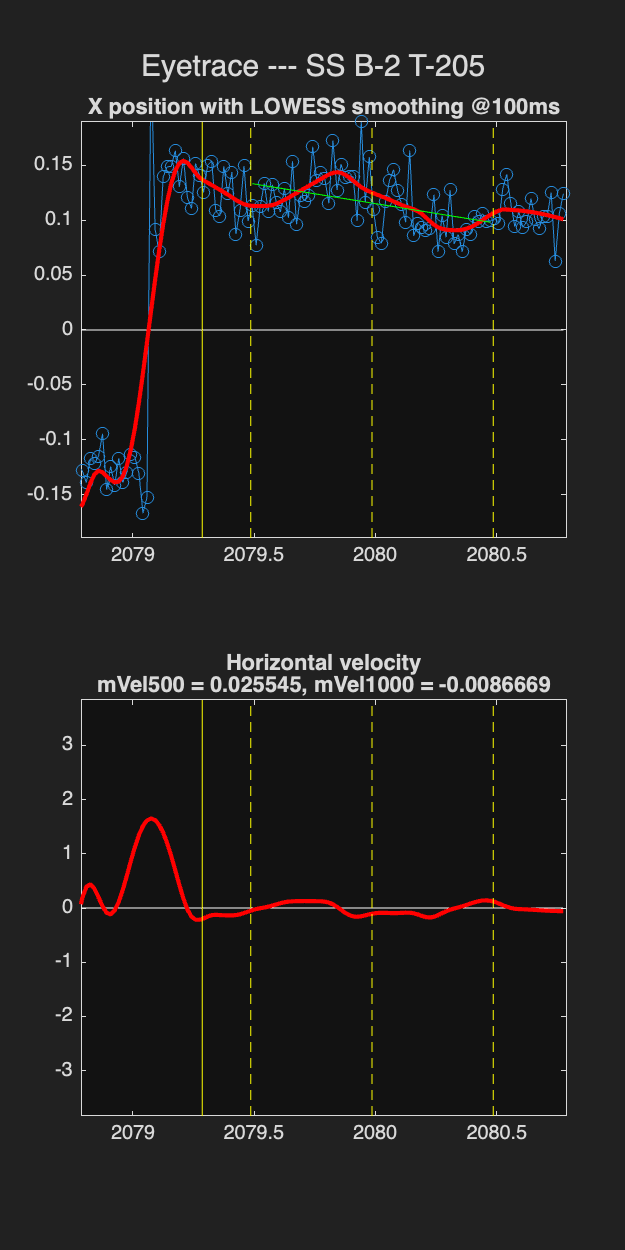 Eyetrace --- SS B-2 T-205
X position with LOWESS smoothing @100ms
0.15
0.1
0.05
0
-0.05
-0.1
-0.15
2079 2079.5 2080 2080.5
Horizontal velocity
mVel500 = 0.025545, mVel1000 = -0.0086669
3
2
1
0
-1
-2
-3
2079 2079.5 2080 2080.5